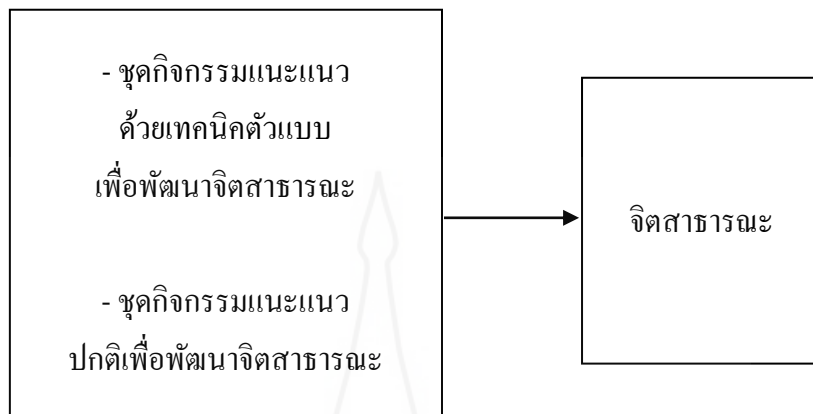 - ชุดกิจกรรมแนะแนว
ด้วยเทคนิคตัวแบบ
เพื่อพัฒนาจิตสาธารณะ
- ชุดกิจกรรมแนะแนว
ปกติเพื่อพัฒนาจิตสาธารณะ
จิตสาธารณะ